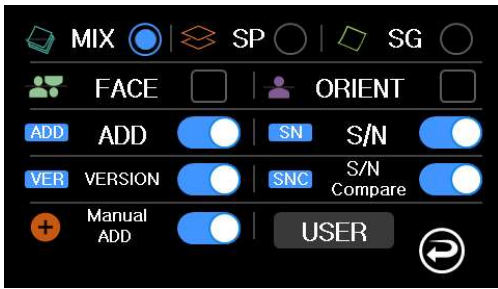 MIX SP SG
FACE ORIENT
ADD ADD SN S/N
VER VERSION SNC S/N Compare
Manual ADD USER